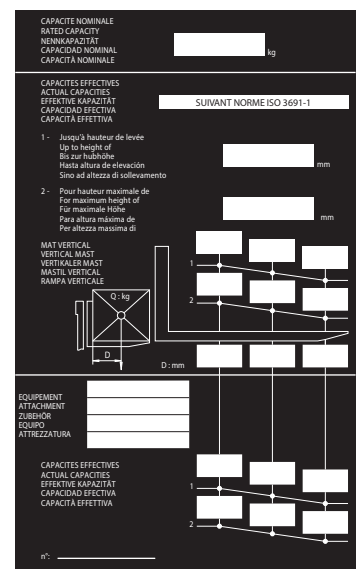 CAPACITE NOMINALE
RATED CAPACITY
NENNKAPAZITÄT
CAPACIDAD NOMINAL
CAPACITÀ NOMINALE
kg
CAPACITES EFFECTIVES
ACTUAL CAPACITIES
EFFEKTIVE KAPAZITÄT
CAPACIDAD EFECTIVA
CAPACITÀ EFFETTIVA
SUIVANT NORME ISO 3691-1
1 - Jusqu'à hauteur de levée
Up to height of
Bis zur hubhöhe
Hasta altura de elevación
Sino ad altezza di sollevamento
mm
2 - Pour hauteur maximale de
For maximum height of
Für maximale Höhe
Para altura máxima de
Per altezza massima di
mm
MAT VERTICAL
VERTICAL MAST
VERTIKALER MAST
MASTIL VERTICAL
RAMPA VERTICALE
1
2
Q : kg
D
D : mm
EQUIPEMENT
ATTACHMENT
ZUBEHÖR
EQUIPO
ATTREZZATURA
CAPACITES EFFECTIVES
ACTUAL CAPACITIES
EFFEKTIVE KAPAZITÄT
CAPACIDAD EFECTIVA
CAPACITÀ EFFETTIVA
1
2
n°: